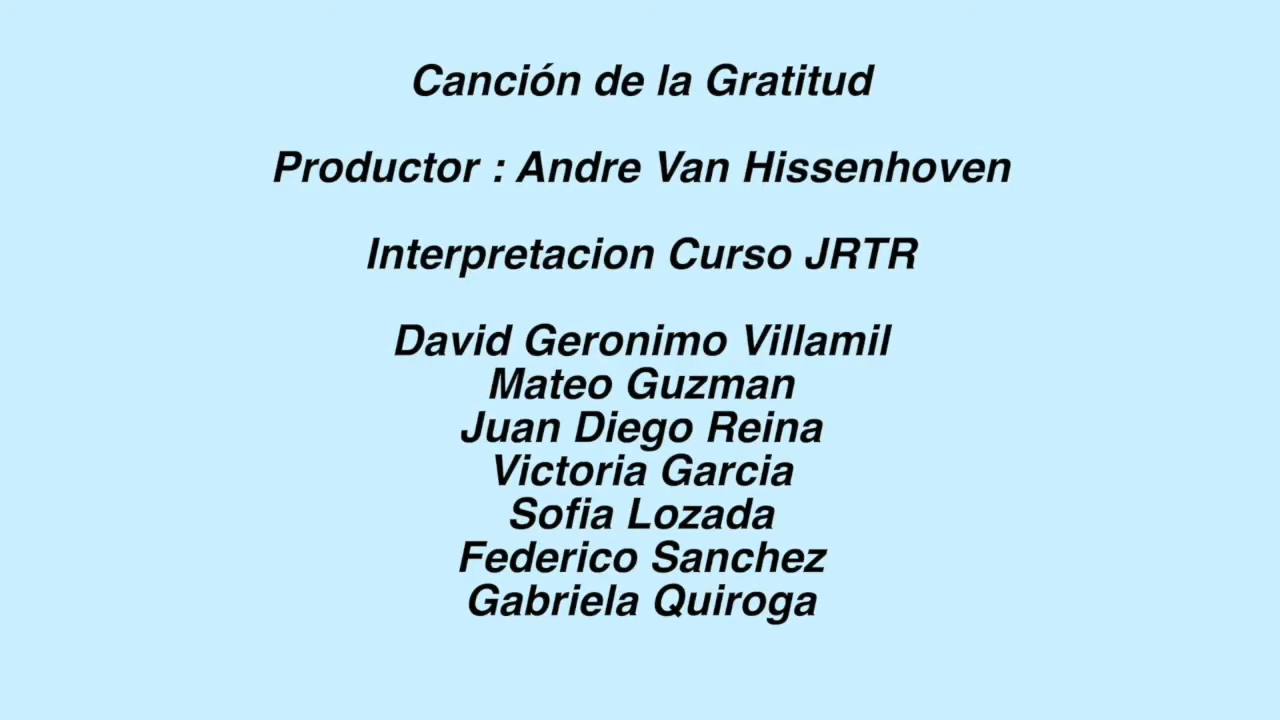 Canción de la Gratitud
Productor : Andre Van Hissenhoven
Interpretacion Curso JRTR
David Geronimo Villamil
Mateo Guzman
Juan Diego Reina
Victoria Garcia
Sofia Lozada
Federico Sanchez
Gabriela Quiroga